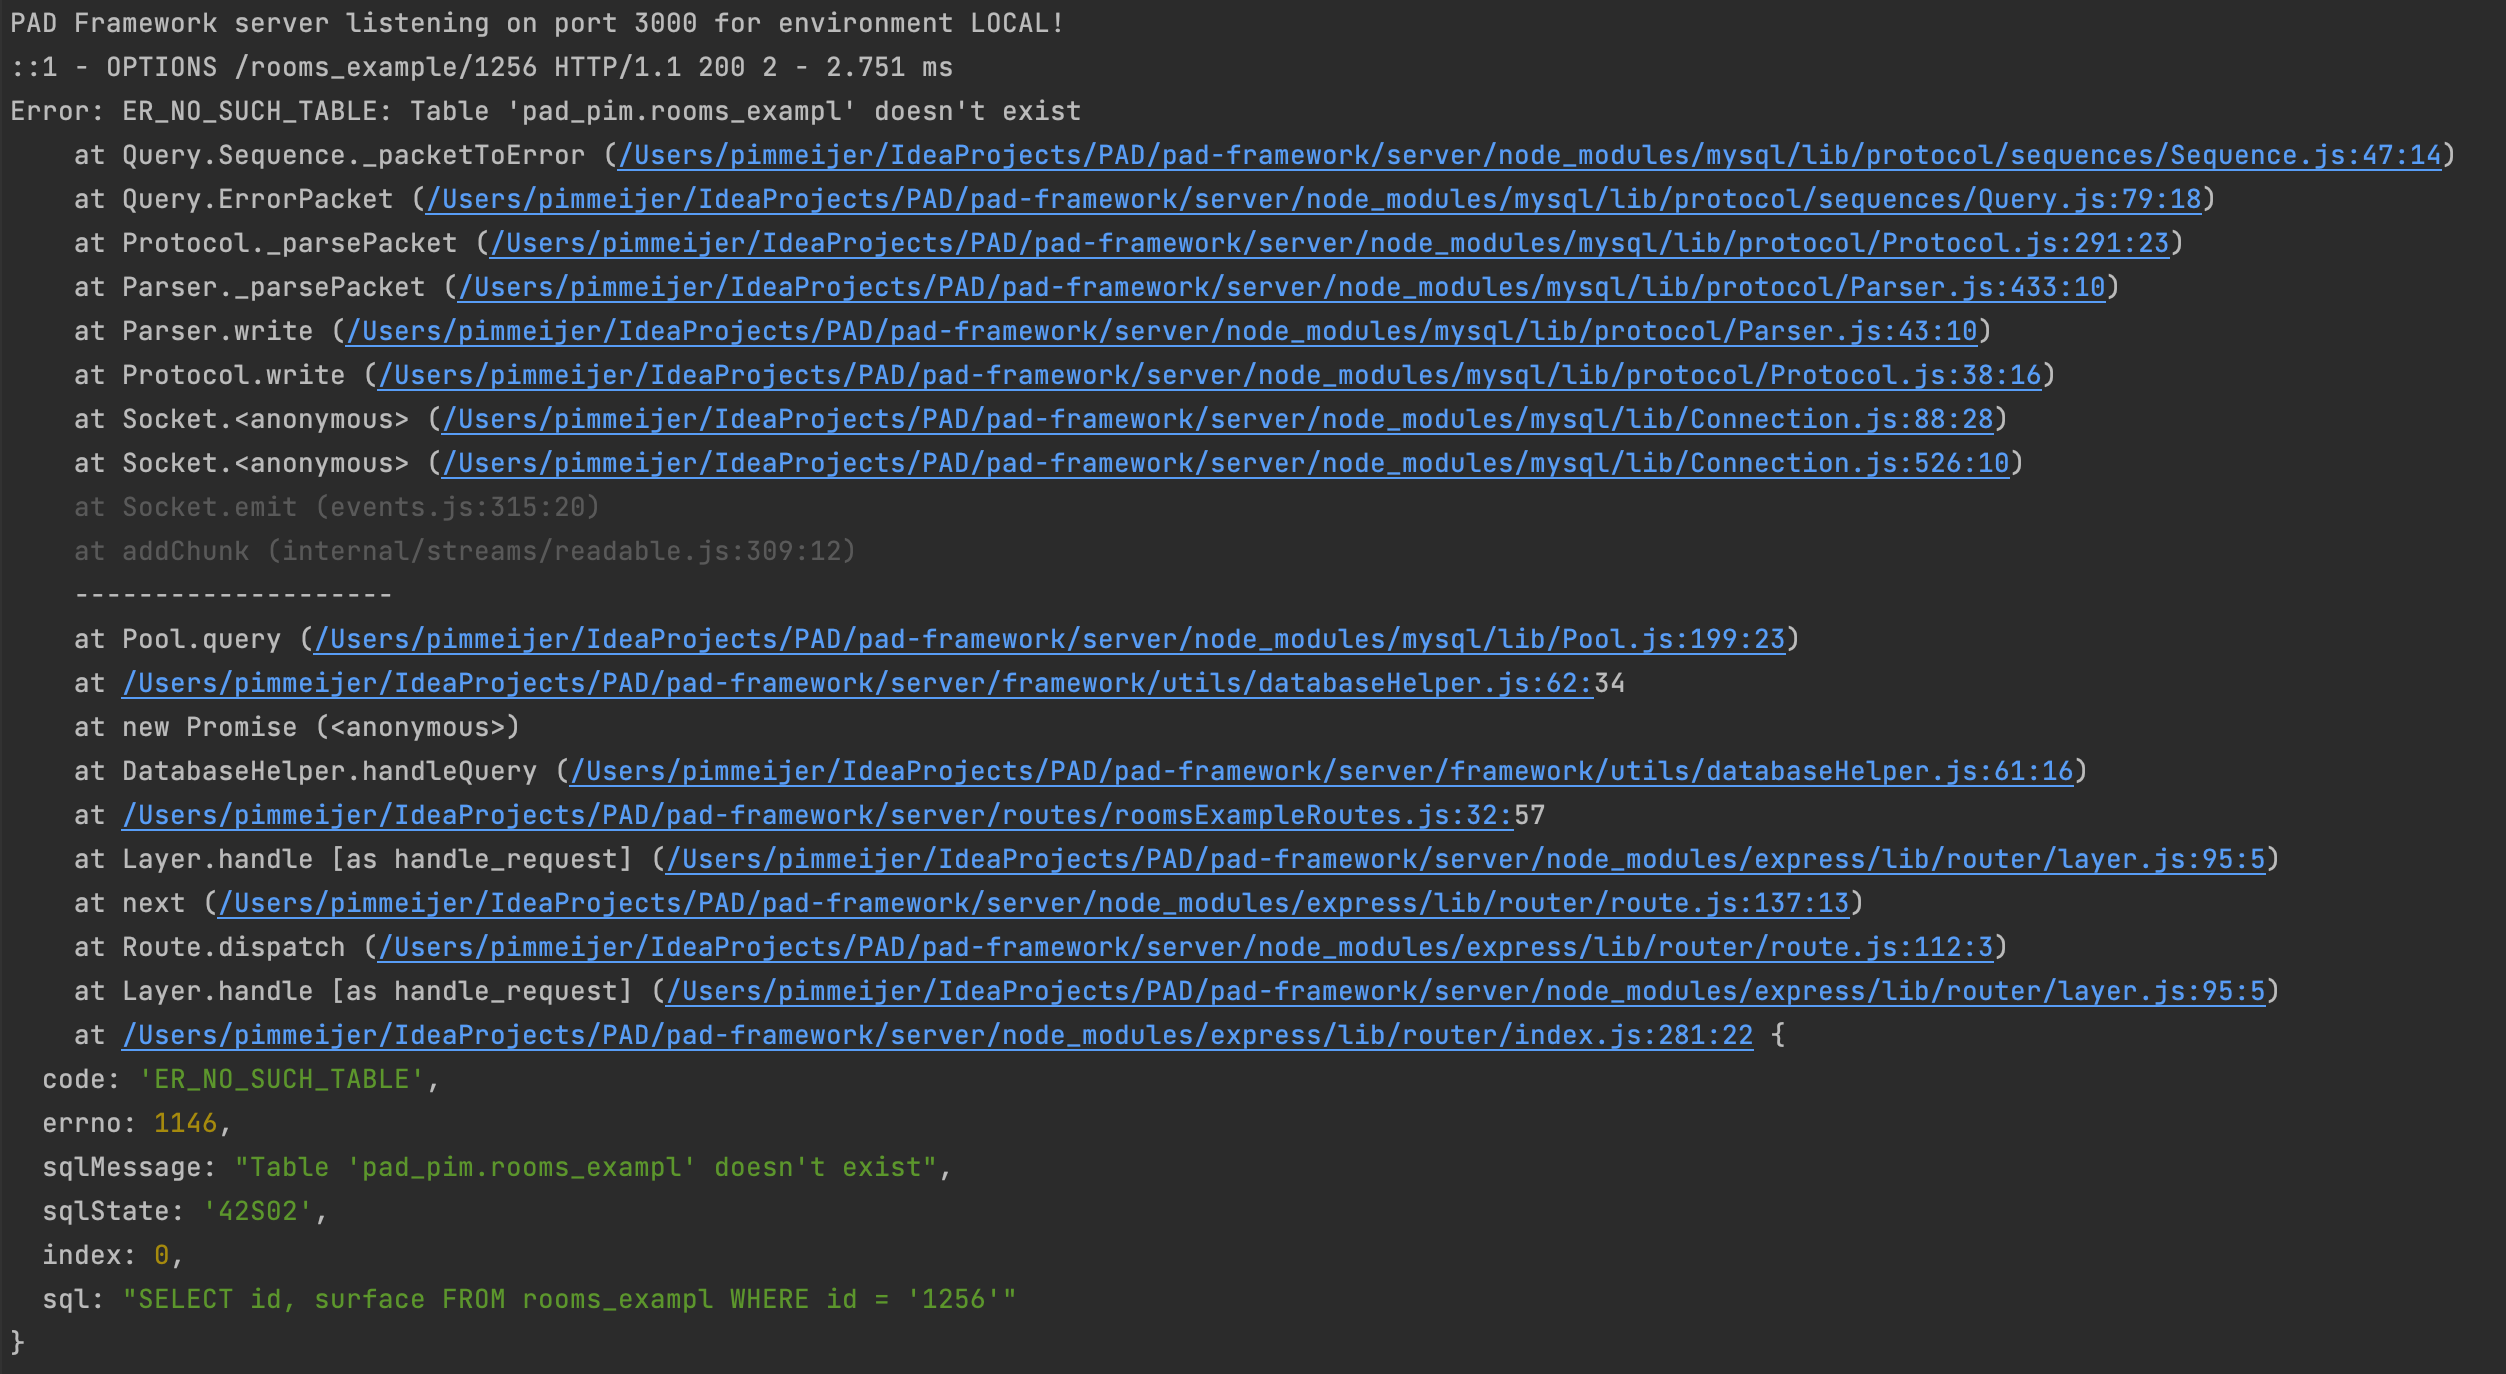 PAD Framework server listening on port 3000 for environment LOCAL!
::1 - OPTIONS /rooms_example/1256 HTTP/1.1 200 2 - 2.751 ms
Error: ER_NO_SUCH_TABLE: Table 'pad_pim.rooms_exampl' doesn't exist
    at Query.Sequence._packetToError (/Users/pimmeijer/IdeaProjects/PAD/pad-framework/server/node_modules/mysql/lib/protocol/sequences/Sequence.js:47:14)
    at Query.ErrorPacket (/Users/pimmeijer/IdeaProjects/PAD/pad-framework/server/node_modules/mysql/lib/protocol/sequences/Query.js:79:18)
    at Protocol._parsePacket (/Users/pimmeijer/IdeaProjects/PAD/pad-framework/server/node_modules/mysql/lib/protocol/Protocol.js:291:23)
    at Parser._parsePacket (/Users/pimmeijer/IdeaProjects/PAD/pad-framework/server/node_modules/mysql/lib/protocol/Parser.js:433:10)
    at Parser.write (/Users/pimmeijer/IdeaProjects/PAD/pad-framework/server/node_modules/mysql/lib/protocol/Parser.js:43:10)
    at Protocol.write (/Users/pimmeijer/IdeaProjects/PAD/pad-framework/server/node_modules/mysql/lib/protocol/Protocol.js:38:16)
    at Socket.<anonymous> (/Users/pimmeijer/IdeaProjects/PAD/pad-framework/server/node_modules/mysql/lib/Connection.js:88:28)
    at Socket.<anonymous> (/Users/pimmeijer/IdeaProjects/PAD/pad-framework/server/node_modules/mysql/lib/Connection.js:526:10)
    at Socket.emit (events.js:315:20)
    at addChunk (internal/streams/readable.js:309:12)
    --------------------
    at Pool.query (/Users/pimmeijer/IdeaProjects/PAD/pad-framework/server/node_modules/mysql/lib/Pool.js:199:23)
    at /Users/pimmeijer/IdeaProjects/PAD/pad-framework/server/framework/utils/databaseHelper.js:62:34
    at new Promise (<anonymous>)
    at DatabaseHelper.handleQuery (/Users/pimmeijer/IdeaProjects/PAD/pad-framework/server/framework/utils/databaseHelper.js:61:16)
    at /Users/pimmeijer/IdeaProjects/PAD/pad-framework/server/routes/roomsExampleRoutes.js:32:57
    at Layer.handle [as handle_request] (/Users/pimmeijer/IdeaProjects/PAD/pad-framework/server/node_modules/express/lib/router/layer.js:95:5)
    at next (/Users/pimmeijer/IdeaProjects/PAD/pad-framework/server/node_modules/express/lib/router/route.js:137:13)
    at Route.dispatch (/Users/pimmeijer/IdeaProjects/PAD/pad-framework/server/node_modules/express/lib/router/route.js:112:3)
    at Layer.handle [as handle_request] (/Users/pimmeijer/IdeaProjects/PAD/pad-framework/server/node_modules/express/lib/router/layer.js:95:5)
    at /Users/pimmeijer/IdeaProjects/PAD/pad-framework/server/node_modules/express/lib/router/index.js:281:22 {
  code: 'ER_NO_SUCH_TABLE',
  errno: 1146,
  sqlMessage: "Table 'pad_pim.rooms_exampl' doesn't exist",
  sqlState: '42S02',
  index: 0,
  sql: "SELECT id, surface FROM rooms_exampl WHERE id = '1256'"
}